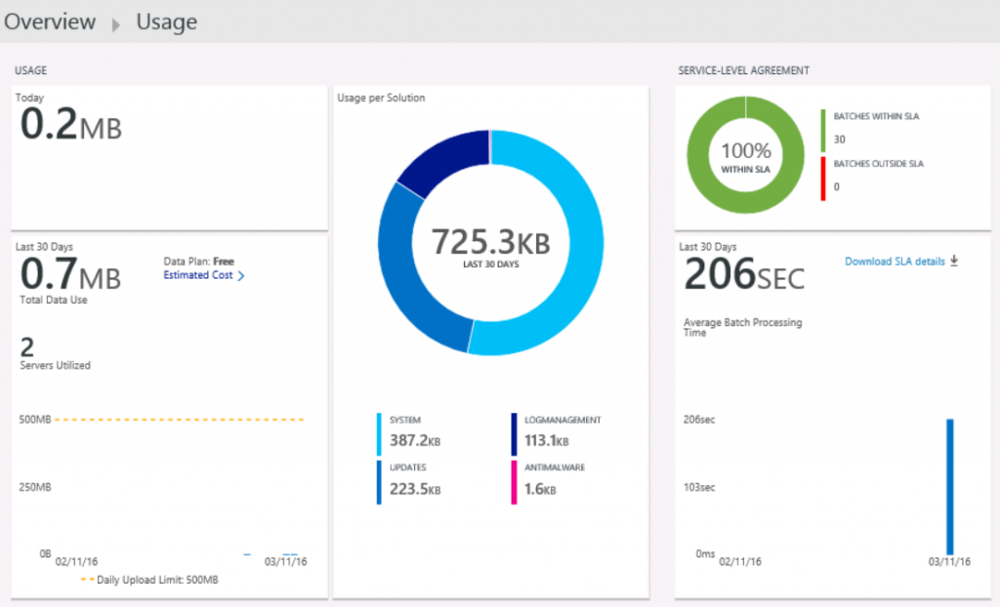 Overview ▸ Usage
USAGE
Today
0.2MB
Last 30 Days
0.7MB
Total Data Use
Data Plan: Free
Estimated Cost >
2
Servers Utilized
500MB
250MB
0B
02/11/16 03/11/16
Daily Upload Limit: 500MB
Usage per Solution
725.3KB
LAST 30 DAYS
SYSTEM
387.2KB
LOGMANAGEMENT
113.1KB
UPDATES
223.5KB
ANTIMALWARE
1.6KB
SERVICE-LEVEL AGREEMENT
100%
WITHIN SLA
BATCHES WITHIN SLA
30
BATCHES OUTSIDE SLA
0
Last 30 Days
206SEC
Download SLA details
Average Batch Processing
Time
206sec
103sec
0ms
02/11/16 03/11/16